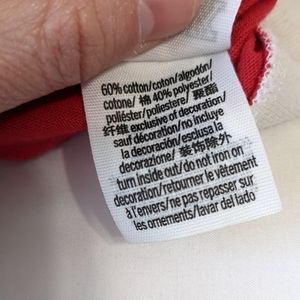 60% cotton/coton/algodón/
cotone/ 棉 40% polyester/
poliéster/poliestere/ 聚酯
纤维 exclusive of decoration/
sauf décoration/no incluye
la decoración/esclusa la
decorazione/ 装饰除外
turn inside out/do not iron on
decoration/retourner le vêtement
à l'envers/ne pas repasser sur
les ornements/lavar del lado